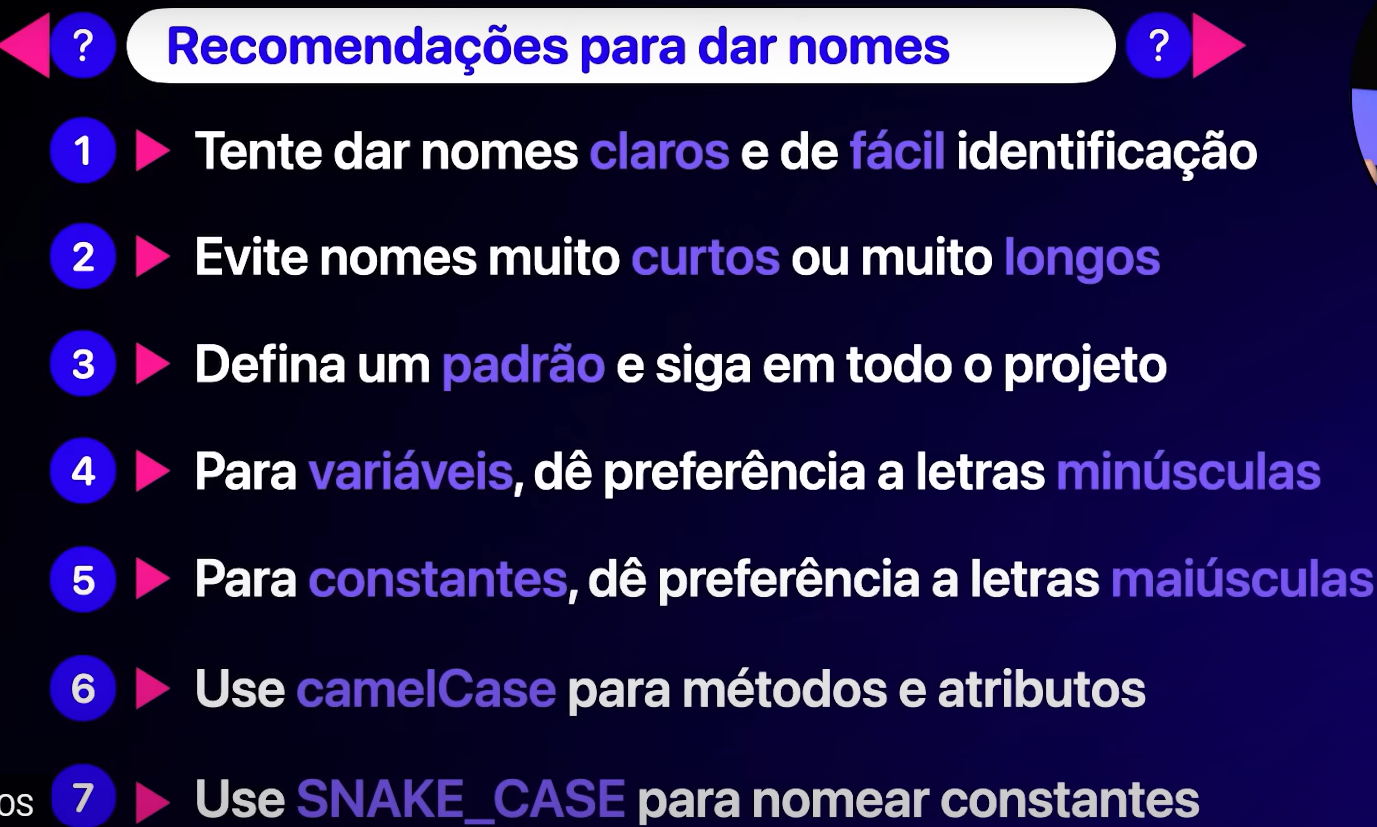 ? Recomendações para dar nomes ?
1 Tente dar nomes claros e de fácil identificação
2 Evite nomes muito curtos ou muito longos
3 Defina um padrão e siga em todo o projeto
4 Para variáveis, dê preferência a letras minúsculas
5 Para constantes, dê preferência a letras maiúsculas
6 Use camelCase para métodos e atributos
os 7 Use SNAKE_CASE para nomear constantes